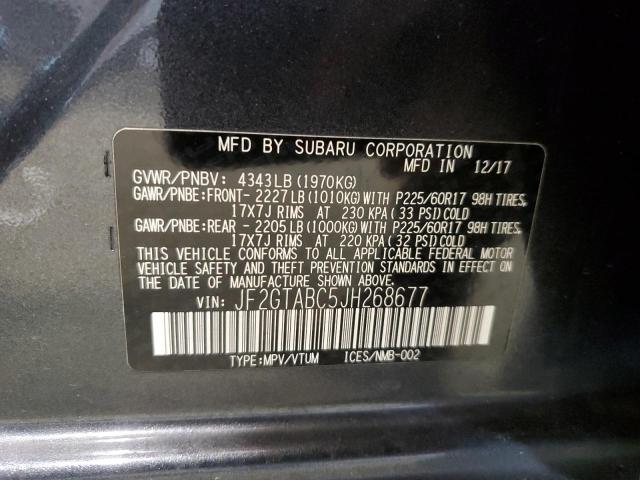 MFD BY SUBARU CORPORATION
MFD IN 12/17
GVWR/PNBV: 4343LB(1970KG)
GAWR/PNBE:FRONT- 2227LB(1010KG)WITH P225/60R17 98H TIRES,
17X7J RIMS AT 230 KPA(33 PSI)COLD
GAWR/PNBE:REAR - 2205LB(1000KG)WITH P225/60R17 98H TIRES,
17X7J RIMS AT 220 KPA(32 PSI)COLD
THIS VEHICLE CONFORMS TO ALL APPLICABLE FEDERAL MOTOR
VEHICLE SAFETY AND THEFT PREVENTION STANDARDS IN EFFECT ON
THE DATE OF MANUFACTURE SHOWN ABOVE.
VIN: JF2GTABC5JH268677
TYPE:MPV/VTUM ICES/NMB-002